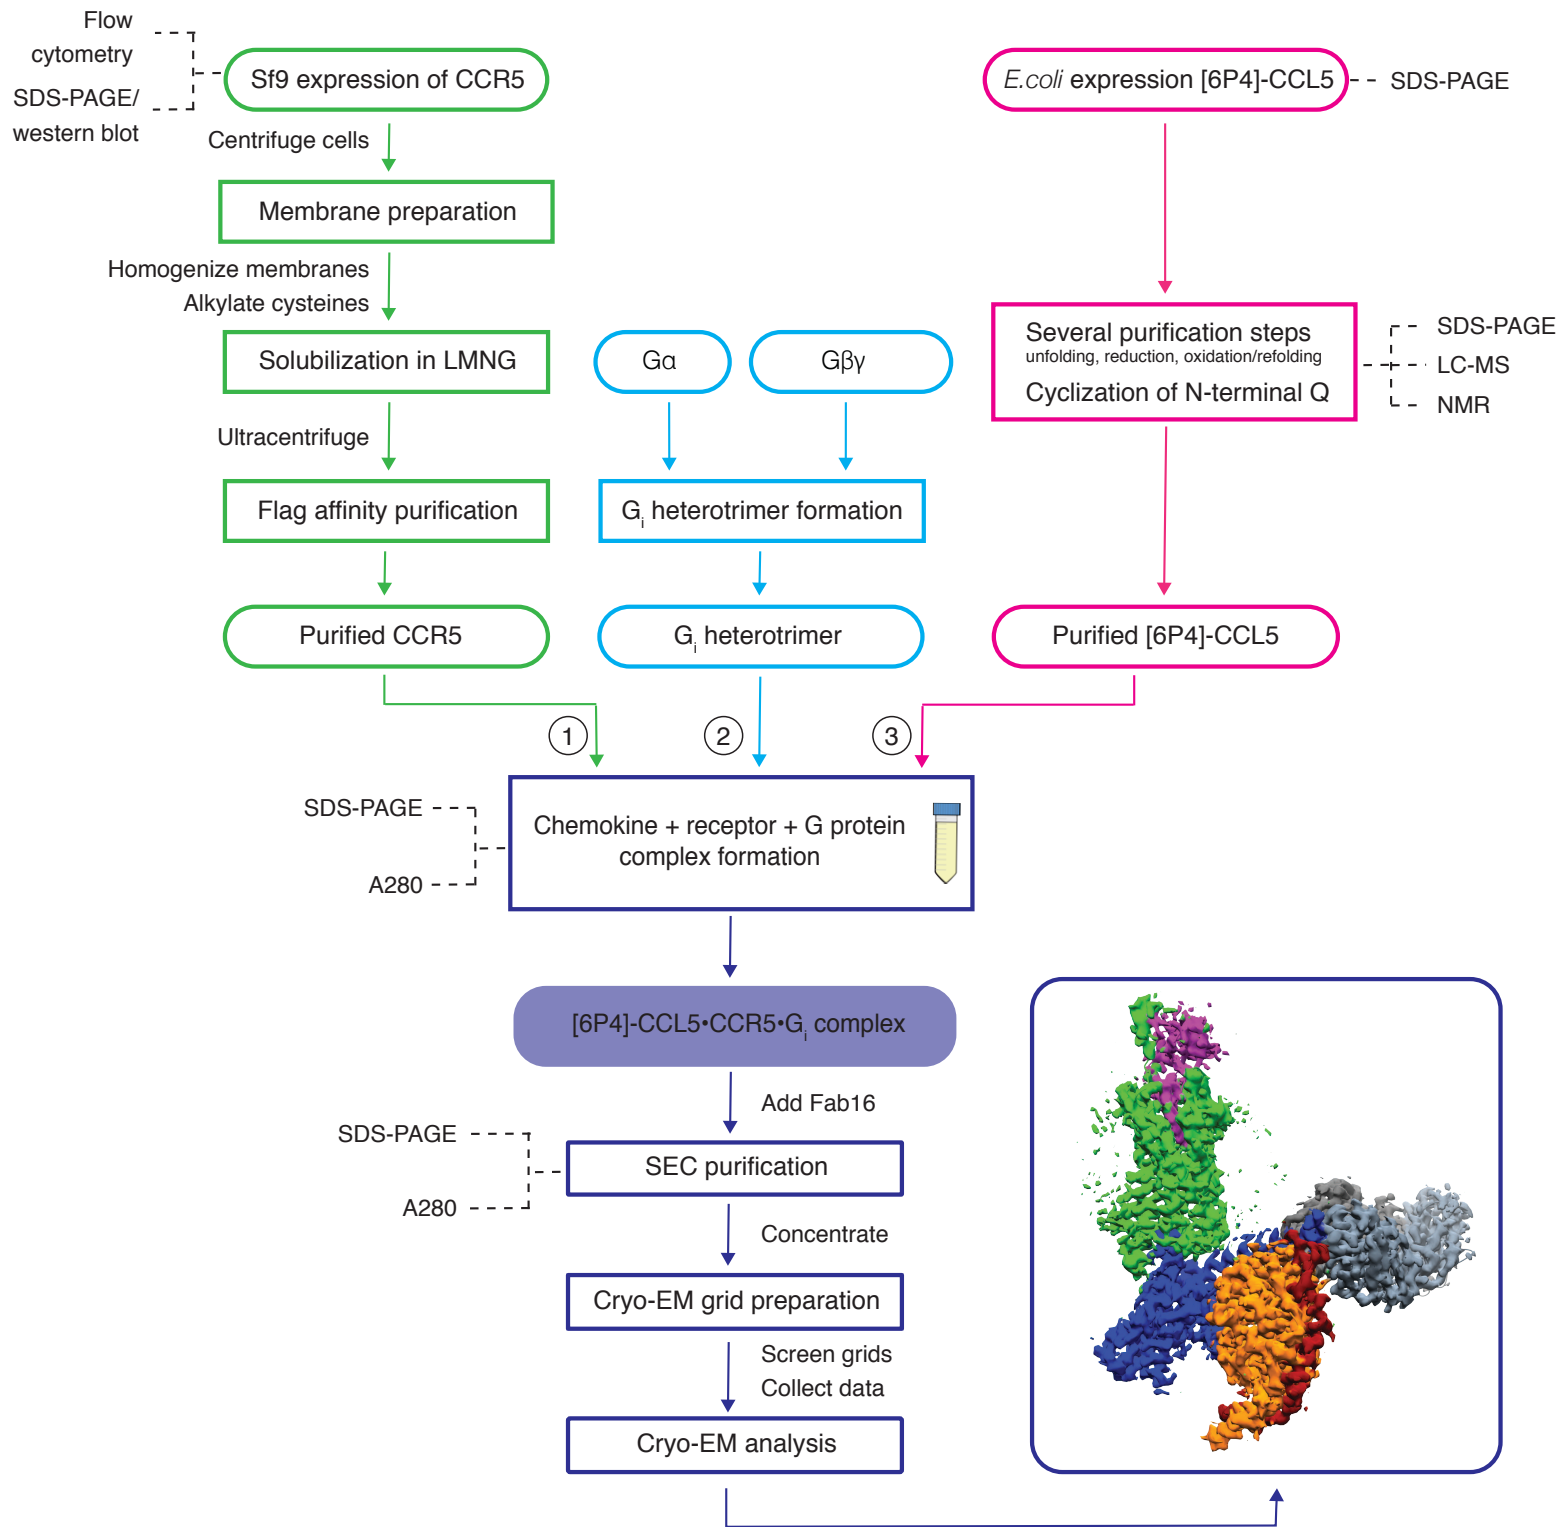 Flow
cytometry
SDS-PAGE/
western blot
Sf9 expression of CCR5
Centrifuge cells
Membrane preparation
Homogenize membranes
Alkylate cysteines
Solubilization in LMNG
Ultracentrifuge
Flag affinity purification
Purified CCR5
Gα
Gβγ
Gi heterotrimer formation
Gi heterotrimer
E.coli expression [6P4]-CCL5
SDS-PAGE
Several purification steps
unfolding, reduction, oxidation/refolding
Cyclization of N-terminal Q
SDS-PAGE
LC-MS
NMR
Purified [6P4]-CCL5
1
2
3
SDS-PAGE
A280
Chemokine + receptor + G protein
complex formation
[6P4]-CCL5•CCR5•Gi complex
Add Fab16
SDS-PAGE
A280
SEC purification
Concentrate
Cryo-EM grid preparation
Screen grids
Collect data
Cryo-EM analysis